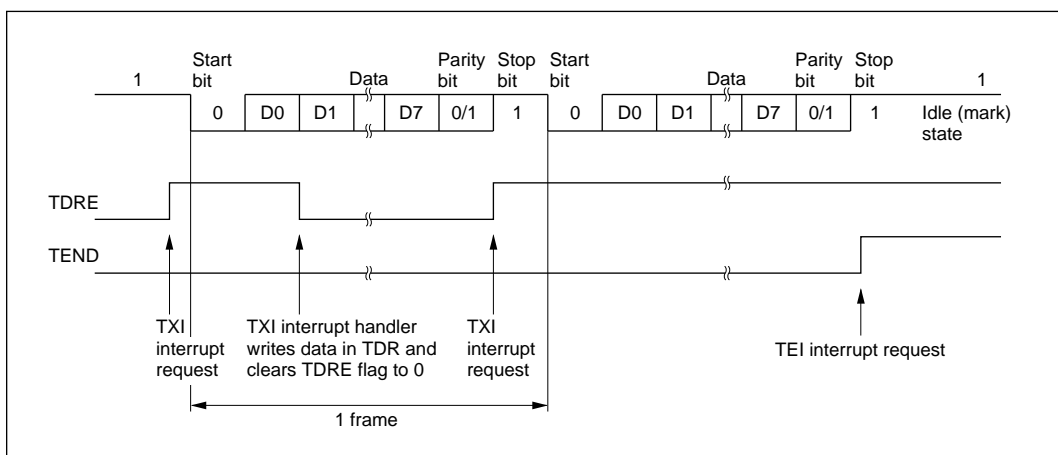 Start bit
Parity bit
Stop bit
Start bit
Parity bit
Stop bit
1
Data
Data
1
0
D0
D1
D7
0/1
1
0
D0
D1
D7
0/1
1
Idle (mark)
state
TDRE
TEND
TXI
interrupt
request
TXI interrupt handler
writes data in TDR and
clears TDRE flag to 0
TXI
interrupt
request
TEI interrupt request
1 frame